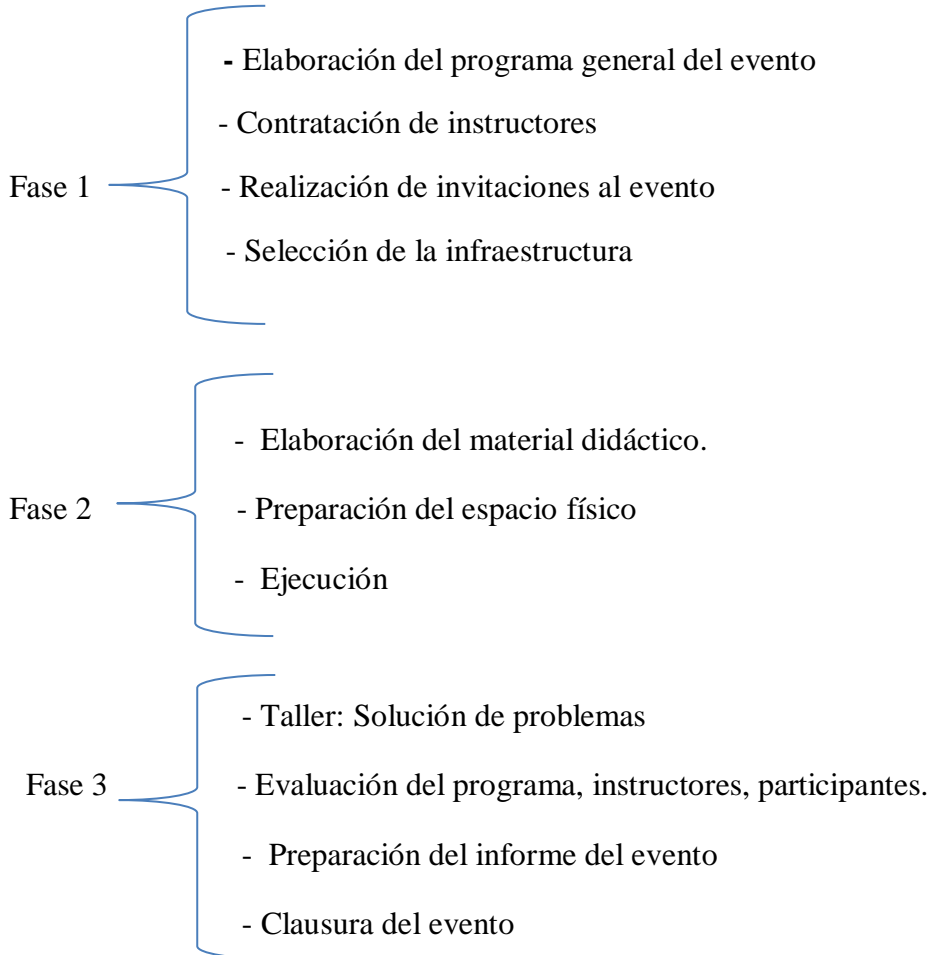 - Elaboración del programa general del evento
- Contratación de instructores
Fase 1
- Realización de invitaciones al evento
- Selección de la infraestructura
- Elaboración del material didáctico.
Fase 2
- Preparación del espacio físico
- Ejecución
- Taller: Solución de problemas
Fase 3
- Evaluación del programa, instructores, participantes.
- Preparación del informe del evento
- Clausura del evento